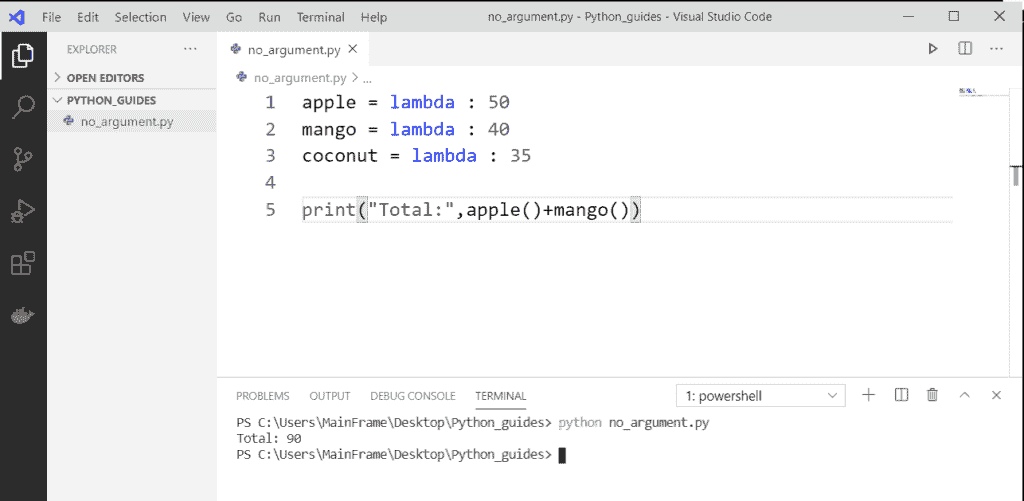 File Edit Selection View Go Run Terminal Help no_argument.py - Python_guides - Visual Studio Code
EXPLORER ...
OPEN EDITORS
PYTHON_GUIDES
no_argument.py
no_argument.py
no_argument.py > ...
1 apple = lambda : 50
2 mango = lambda : 40
3 coconut = lambda : 35
4
5 print("Total:",apple()+mango())
PROBLEMS OUTPUT DEBUG CONSOLE TERMINAL 1: powershell
PS C:\Users\MainFrame\Desktop\Python_guides> python no_argument.py
Total: 90
PS C:\Users\MainFrame\Desktop\Python_guides>